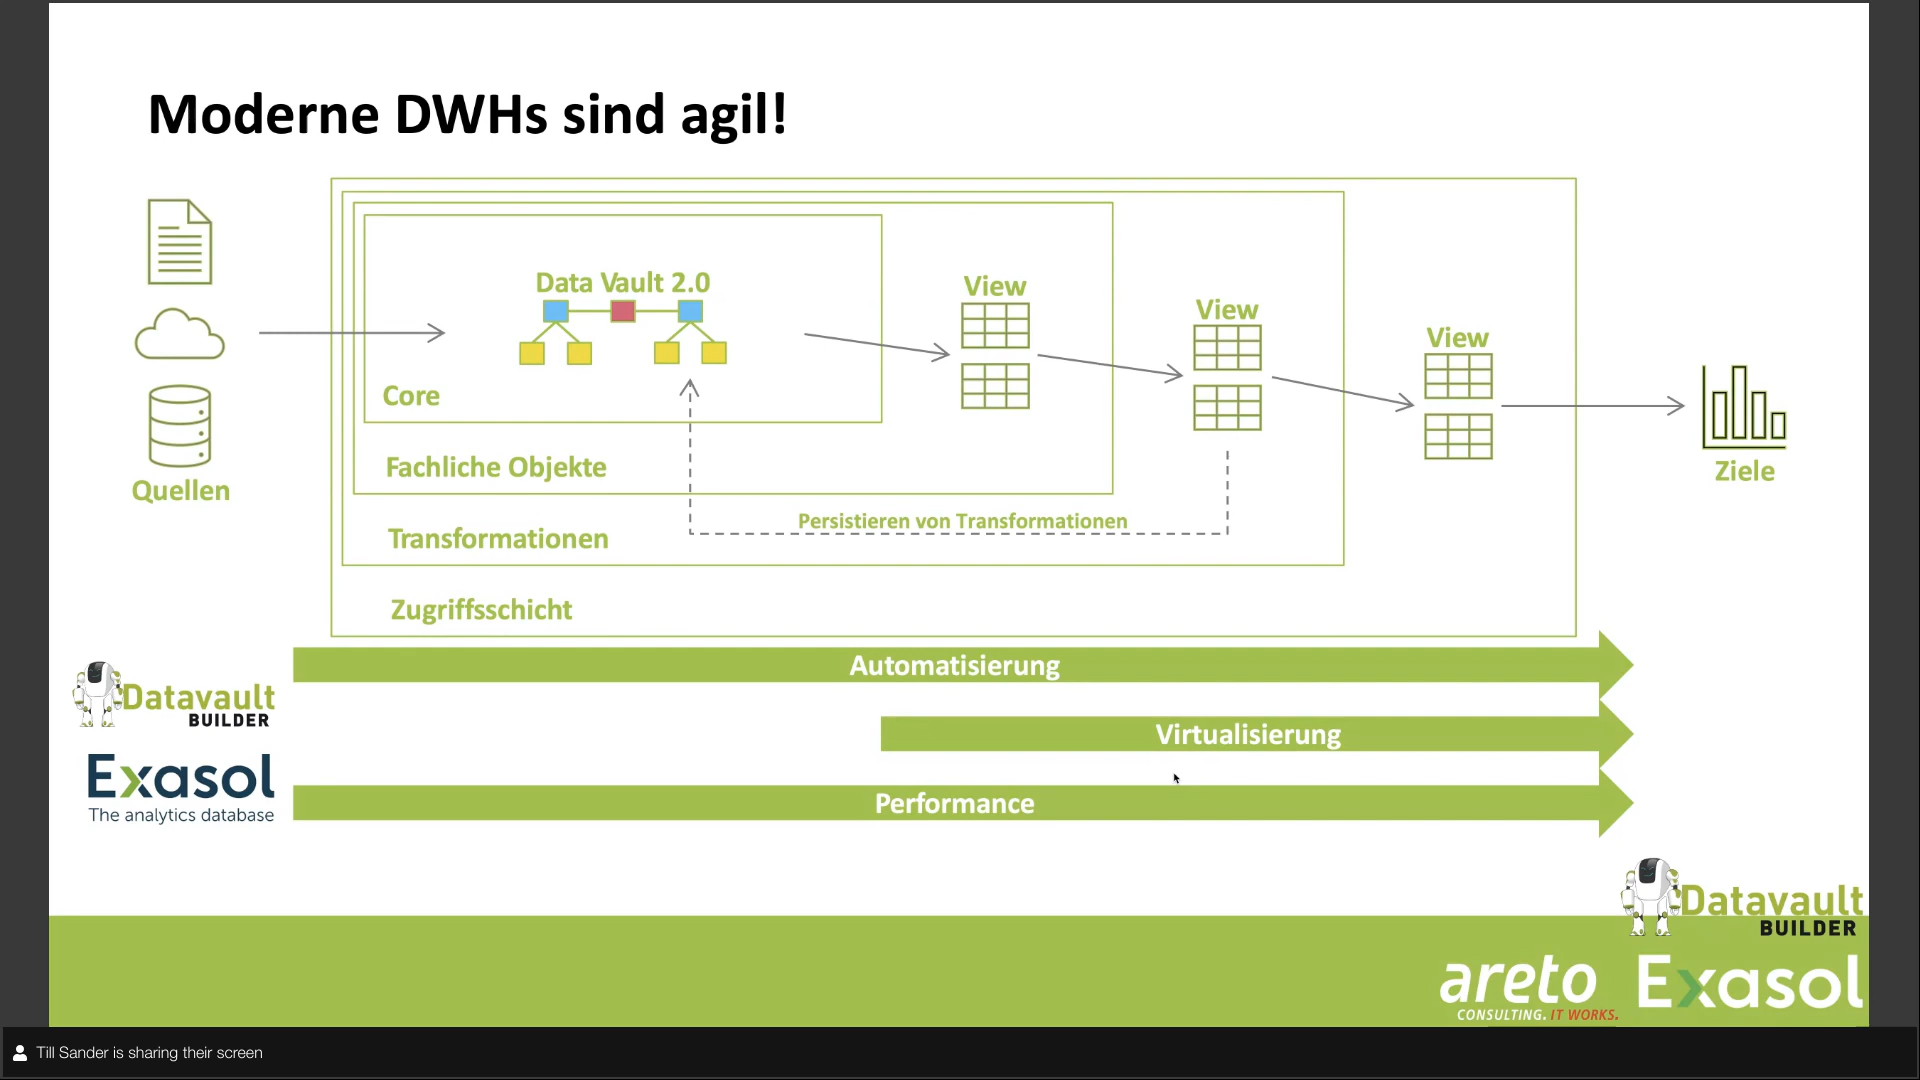 Moderne DWHs sind agil!
Data Vault 2.0
View
View
View
Core
Fachliche Objekte
Quellen
Ziele
Persistieren von Transformationen
Transformationen
Zugriffsschicht
Automatisierung
Datavault
BUILDER
Virtualisierung
Exasol
The analytics database
Performance
Datavault
BUILDER
areto
CONSULTING. IT WORKS.
Exasol
Till Sander is sharing their screen